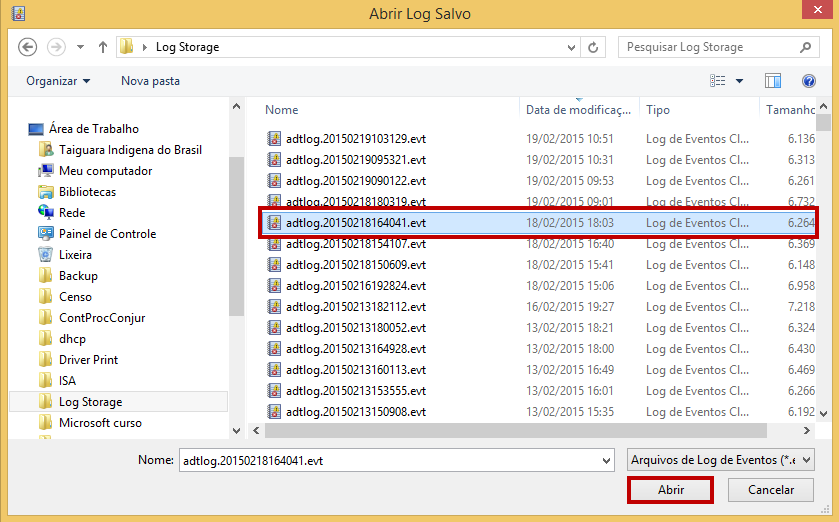 Abrir Log Salvo
Log Storage
Pesquisar Log Storage
Organizar
Nova pasta
Nome Data de modificaç... Tipo Tamanho
Área de Trabalho
Taiguara Indigena do Brasil
Meu computador
Bibliotecas
Rede
Painel de Controle
Lixeira
Backup
Censo
ContProcConjur
dhcp
Driver Print
ISA
Log Storage
Microsoft curso
adtlog.20150219103129.evt 19/02/2015 10:51 Log de Eventos Cl... 6.136
adtlog.20150219095321.evt 19/02/2015 10:31 Log de Eventos Cl... 6.313
adtlog.20150219090122.evt 19/02/2015 09:53 Log de Eventos Cl... 6.261
adtlog.20150218180319.evt 19/02/2015 09:01 Log de Eventos Cl... 6.732
adtlog.20150218164041.evt 18/02/2015 18:03 Log de Eventos Cl... 6.264
adtlog.20150218154107.evt 18/02/2015 16:40 Log de Eventos Cl... 6.369
adtlog.20150218150609.evt 18/02/2015 15:41 Log de Eventos Cl... 6.148
adtlog.20150216192824.evt 18/02/2015 15:06 Log de Eventos Cl... 6.958
adtlog.20150213182112.evt 16/02/2015 19:27 Log de Eventos Cl... 7.218
adtlog.20150213180052.evt 13/02/2015 18:21 Log de Eventos Cl... 6.324
adtlog.20150213164928.evt 13/02/2015 18:00 Log de Eventos Cl... 6.430
adtlog.20150213160113.evt 13/02/2015 16:49 Log de Eventos Cl... 6.469
adtlog.20150213153555.evt 13/02/2015 16:01 Log de Eventos Cl... 6.266
adtlog.20150213150908.evt 13/02/2015 15:35 Log de Eventos Cl... 6.192
Nome: adtlog.20150218164041.evt
Arquivos de Log de Eventos (*.e
Abrir
Cancelar